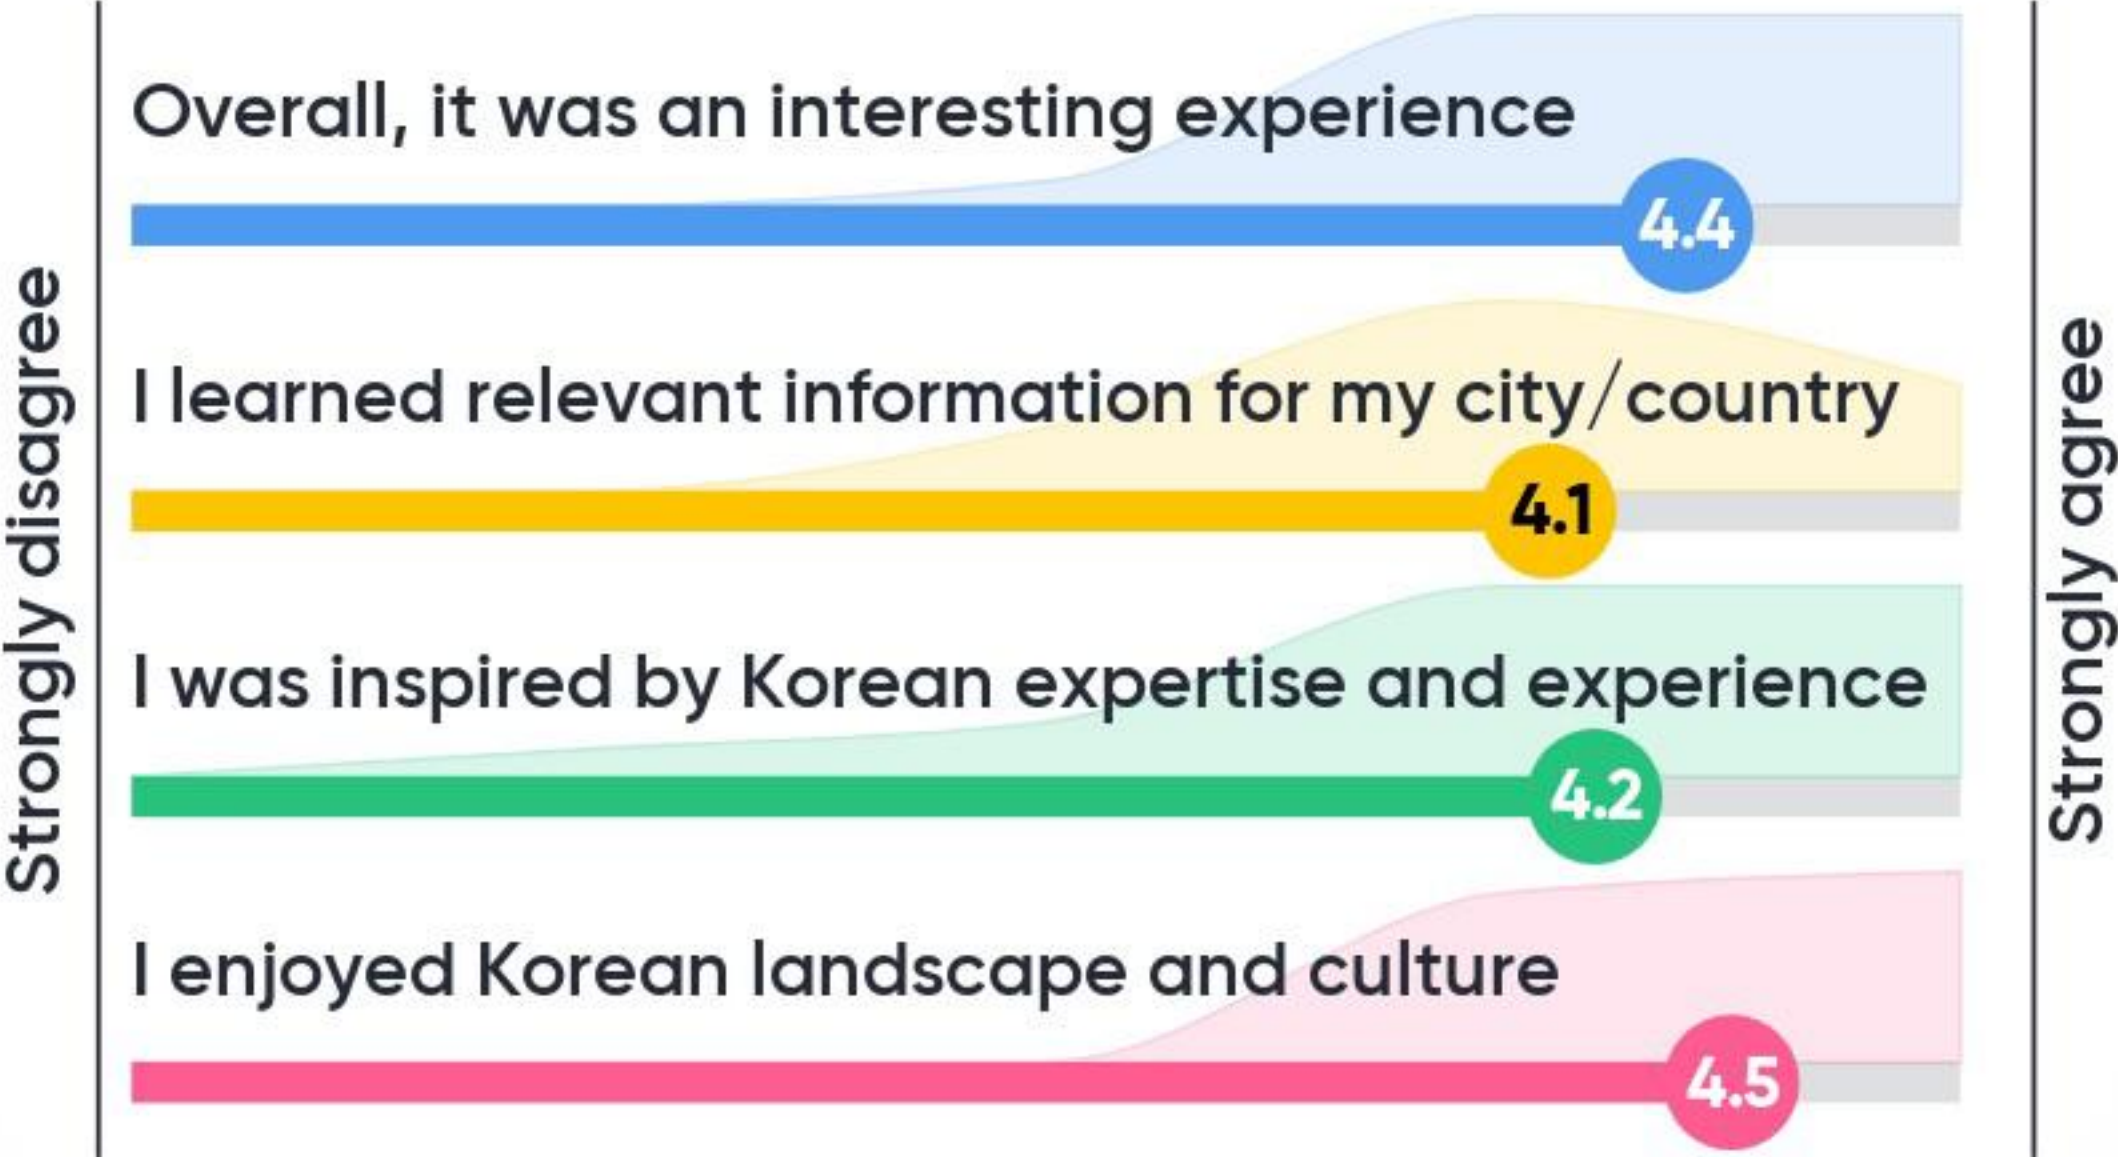 Strongly disagree
Overall, it was an interesting experience
4.4
I learned relevant information for my city/country
4.1
I was inspired by Korean expertise and experience
4.2
I enjoyed Korean landscape and culture
4.5
Strongly agree